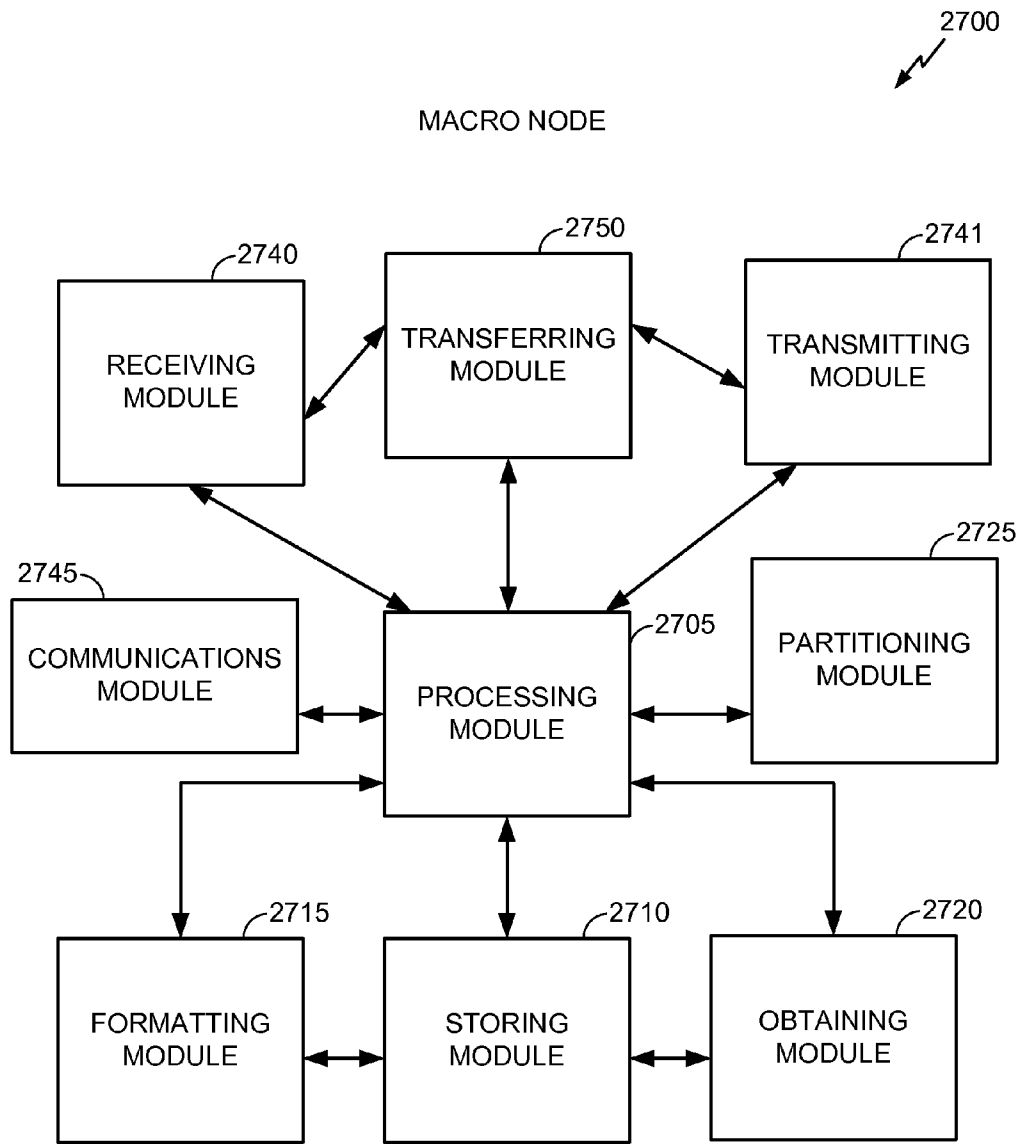 2700
MACRO NODE
2740
2750
2741
RECEIVING
MODULE
TRANSFERRING
MODULE
TRANSMITTING
MODULE
2745
2705
2725
COMMUNICATIONS
MODULE
PROCESSING
MODULE
PARTITIONING
MODULE
2715
2710
2720
FORMATTING
MODULE
STORING
MODULE
OBTAINING
MODULE